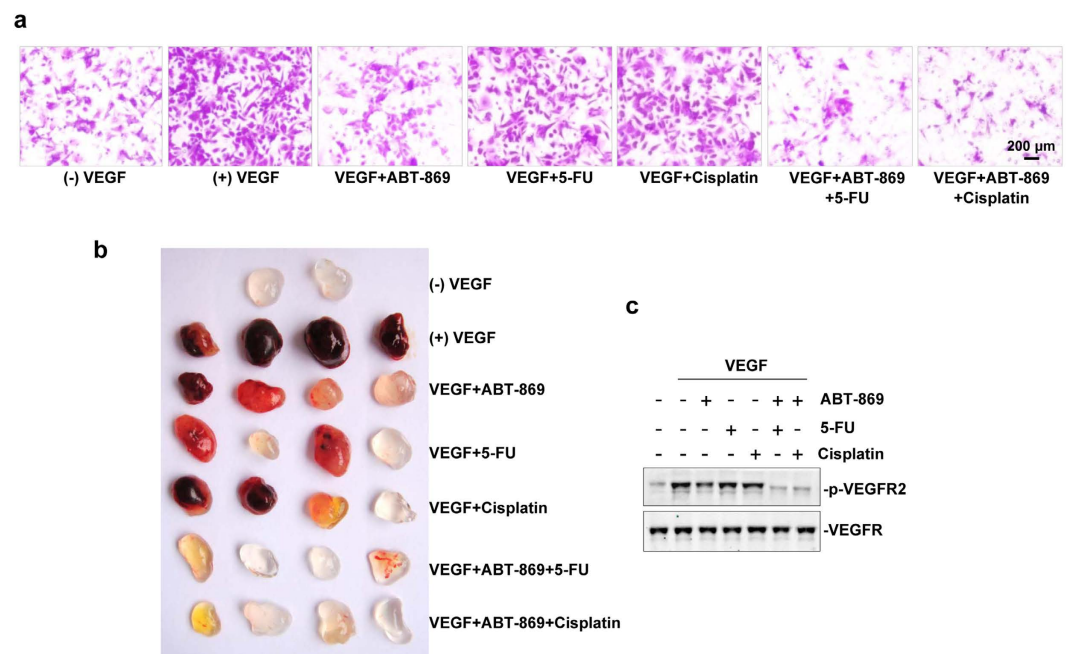 a
200 μm
(-) VEGF
(+) VEGF
VEGF+ABT-869
VEGF+5-FU
VEGF+Cisplatin
VEGF+ABT-869
+5-FU
VEGF+ABT-869
+Cisplatin
b
(-) VEGF
(+) VEGF
VEGF+ABT-869
VEGF+5-FU
VEGF+Cisplatin
VEGF+ABT-869+5-FU
VEGF+ABT-869+Cisplatin
c
VEGF
- - + - - + + ABT-869
- - - + - + - 5-FU
- - - - + - + Cisplatin
-p-VEGFR2
-VEGFR